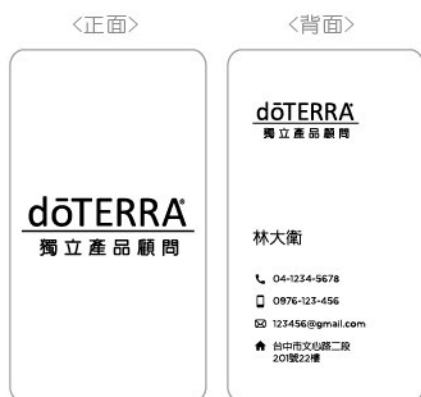 <正面>
<背面>
dōTERRA®
獨立產品顧問
dōTERRA®
獨立產品顧問
林大衛
04-1234-5678
0976-123-456
123456@gmail.com
台中市文心路二段
201號22樓